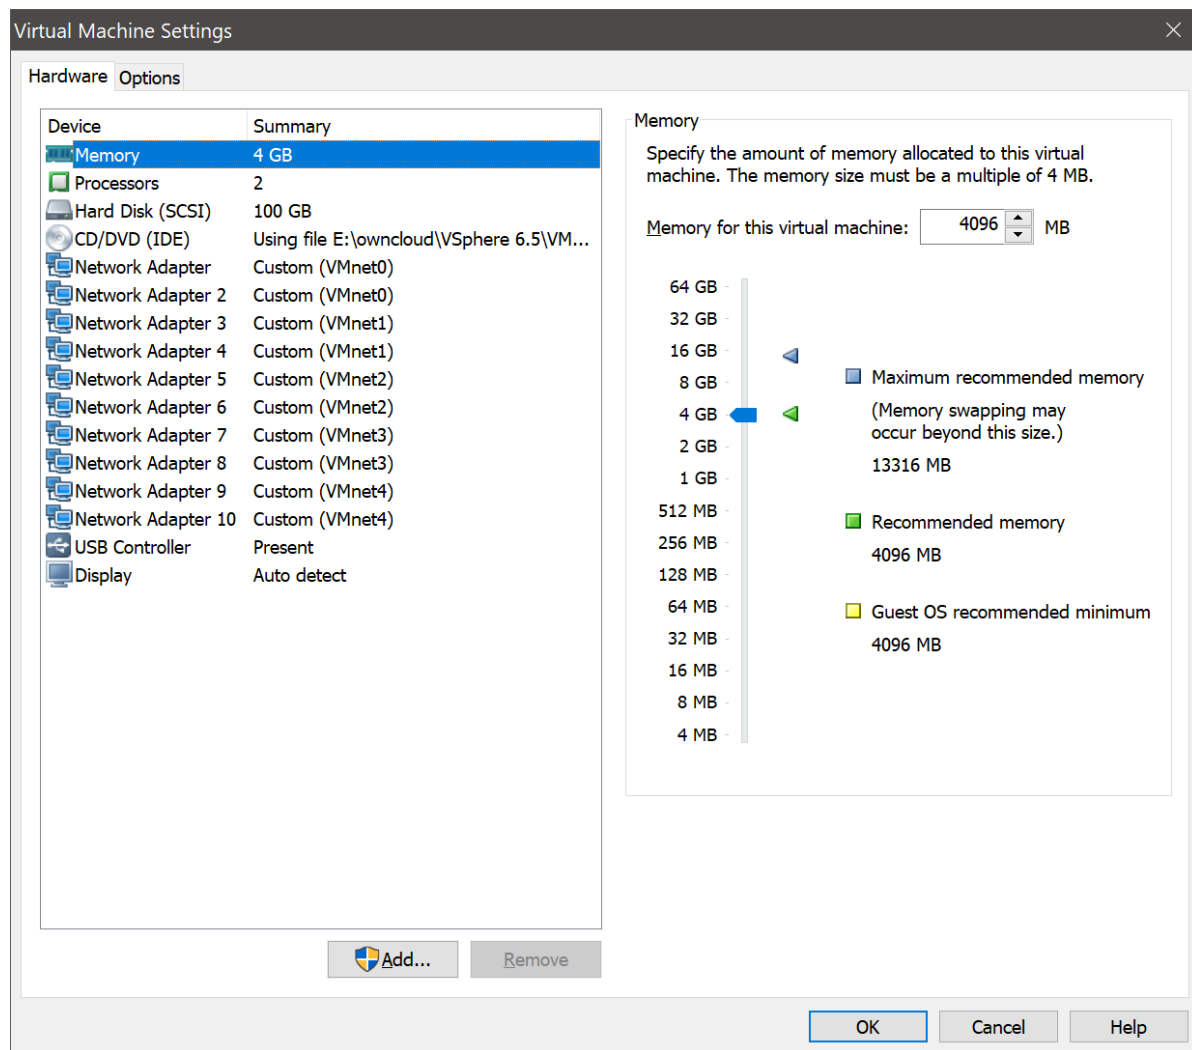 Virtual Machine Settings
Hardware Options
Device Summary
Memory 4 GB
Processors 2
Hard Disk (SCSI) 100 GB
CD/DVD (IDE) Using file E:\owncloud\VSphere 6.5\VM...
Network Adapter Custom (VMnet0)
Network Adapter 2 Custom (VMnet0)
Network Adapter 3 Custom (VMnet1)
Network Adapter 4 Custom (VMnet1)
Network Adapter 5 Custom (VMnet2)
Network Adapter 6 Custom (VMnet2)
Network Adapter 7 Custom (VMnet3)
Network Adapter 8 Custom (VMnet3)
Network Adapter 9 Custom (VMnet4)
Network Adapter 10 Custom (VMnet4)
USB Controller Present
Display Auto detect
Add... Remove
Memory
Specify the amount of memory allocated to this virtual
machine. The memory size must be a multiple of 4 MB.
Memory for this virtual machine: 4096 MB
64 GB
32 GB
16 GB
8 GB
4 GB
2 GB
1 GB
512 MB
256 MB
128 MB
64 MB
32 MB
16 MB
8 MB
4 MB
Maximum recommended memory
(Memory swapping may
occur beyond this size.)
13316 MB
Recommended memory
4096 MB
Guest OS recommended minimum
4096 MB
OK Cancel Help